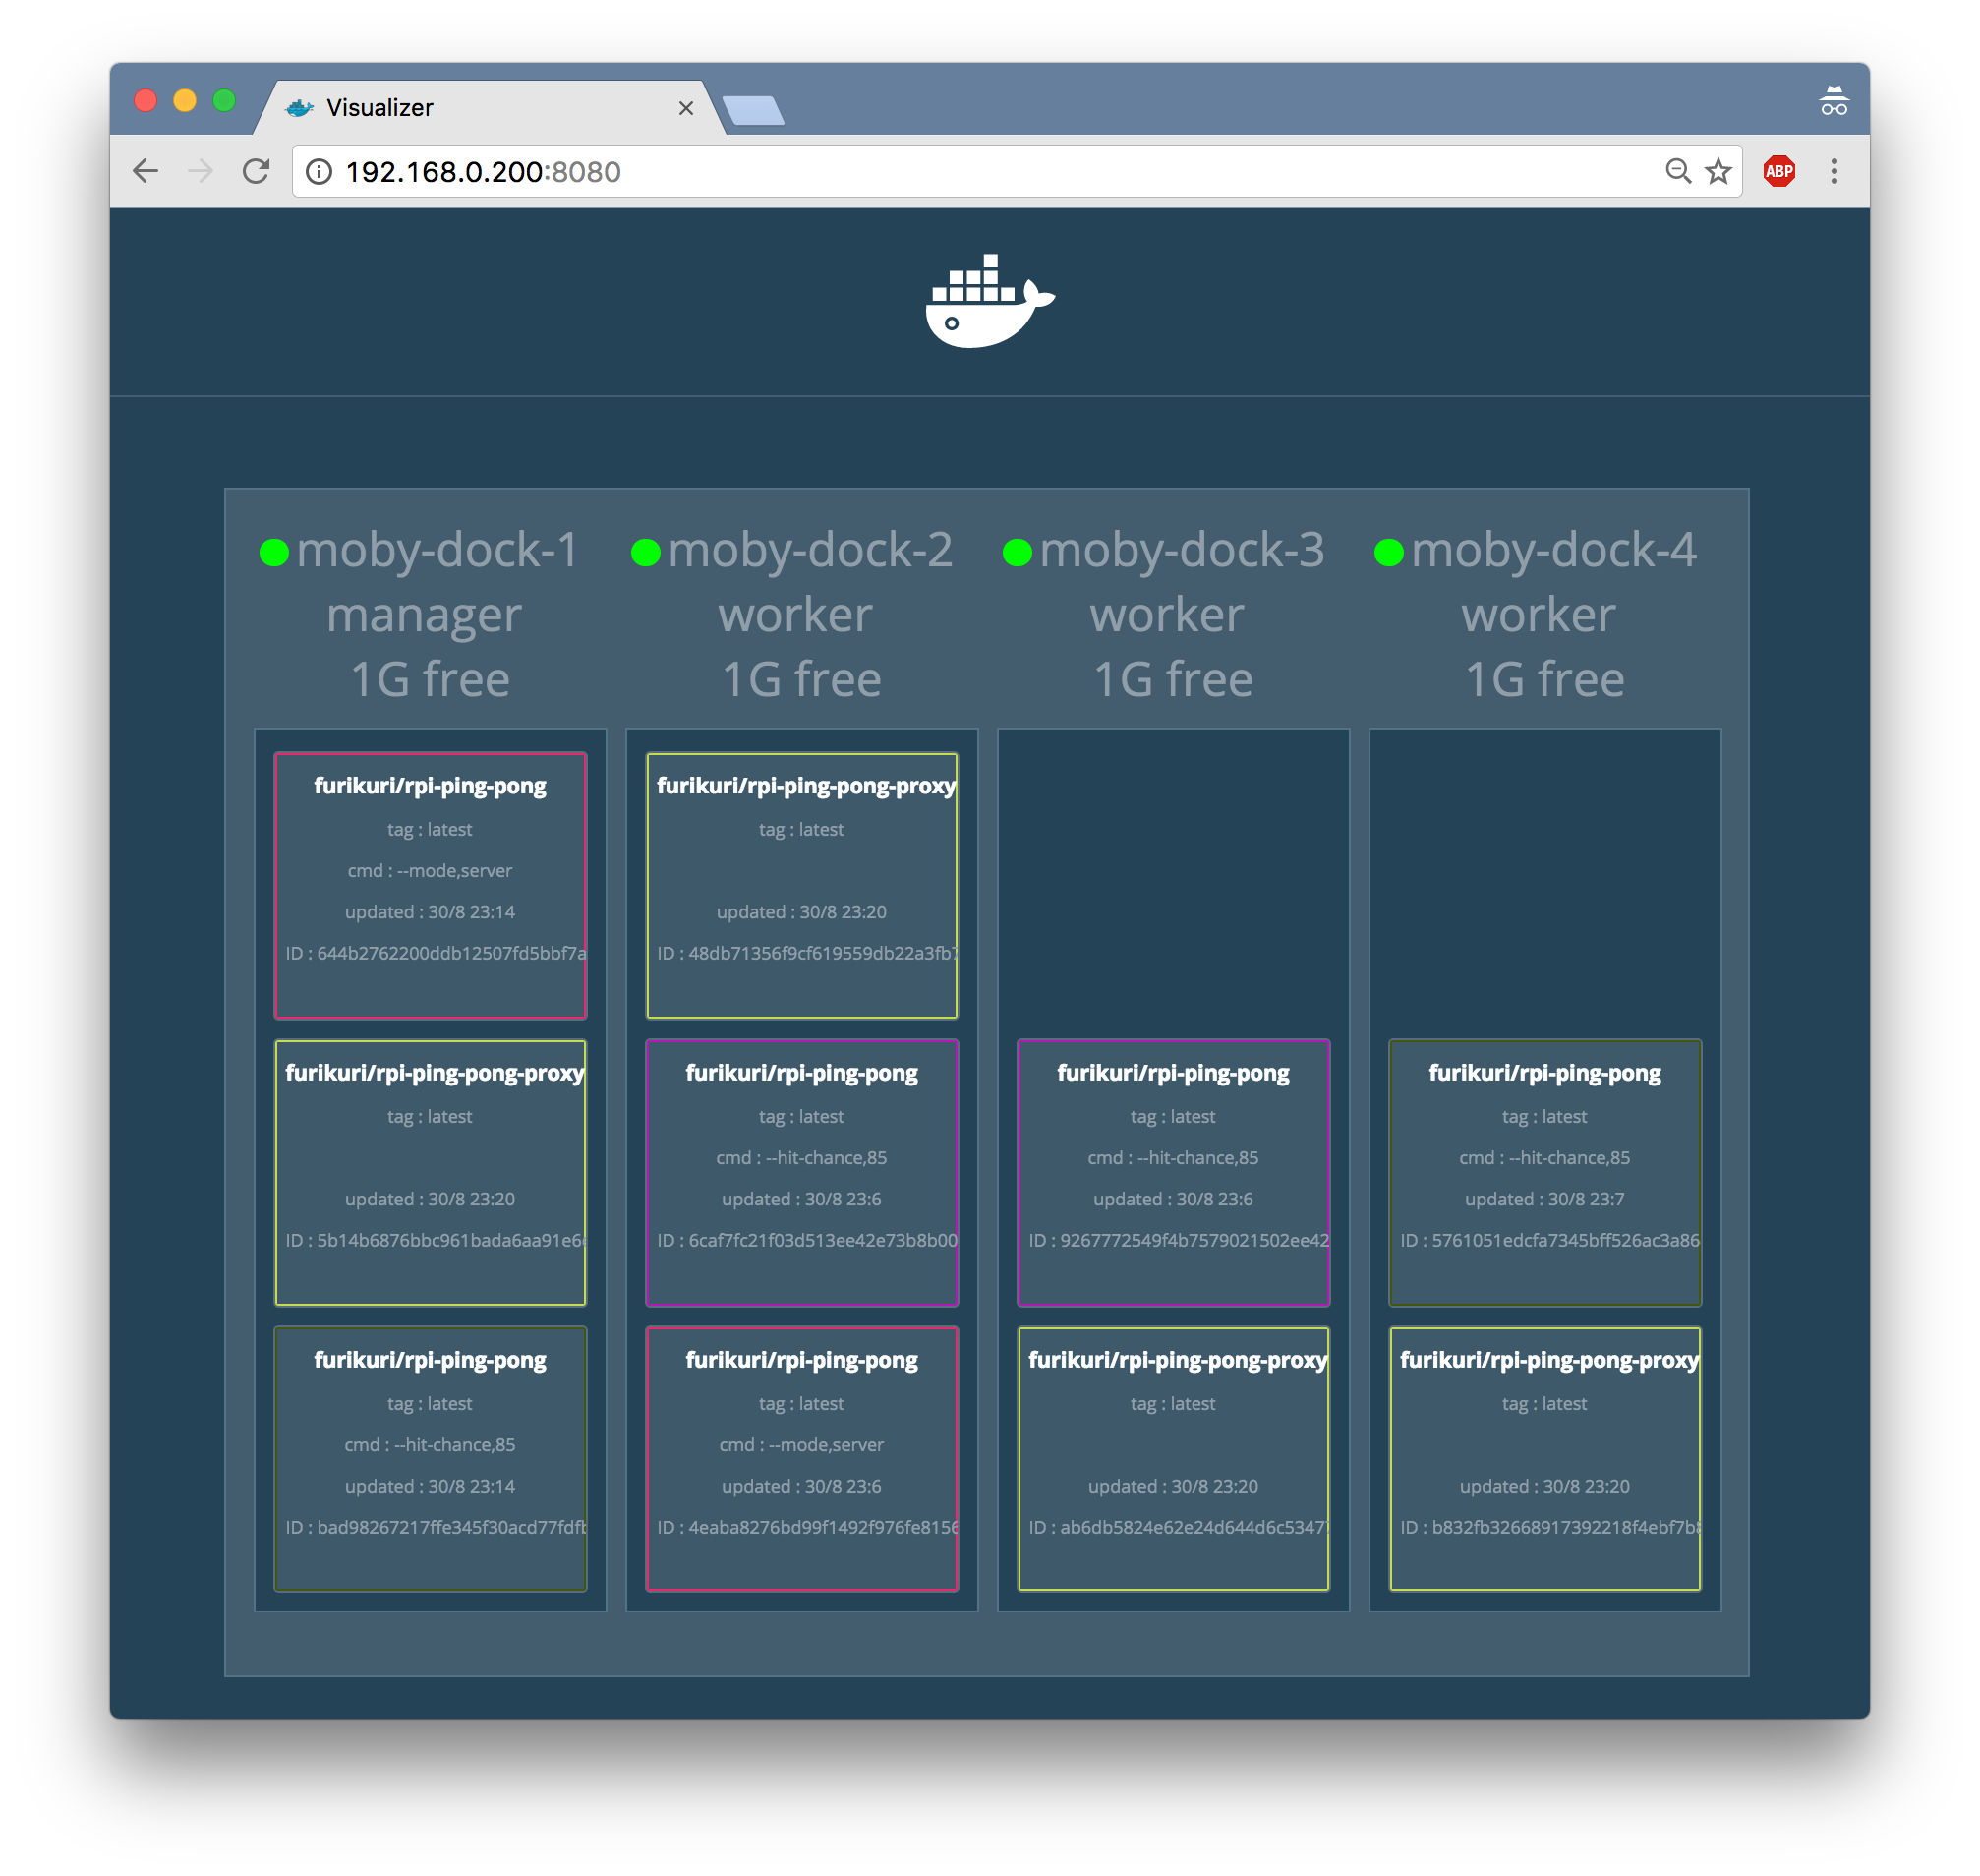 Visualizer
192.168.0.200:8080
ABP
moby-dock-1
manager
1G free
moby-dock-2
worker
1G free
moby-dock-3
worker
1G free
moby-dock-4
worker
1G free
furikuri/rpi-ping-pong
tag : latest
cmd : --mode,server
updated : 30/8 23:14
ID : 644b2762200ddb12507fd5bbf7a
furikuri/rpi-ping-pong-proxy
tag : latest
updated : 30/8 23:20
ID : 5b14b6876bbc961bada6aa91e6
furikuri/rpi-ping-pong
tag : latest
cmd : --hit-chance,85
updated : 30/8 23:14
ID : bad98267217ffe345f30acd77fdfb
furikuri/rpi-ping-pong-proxy
tag : latest
updated : 30/8 23:20
ID : 48db71356f9cf619559db22a3fb7
furikuri/rpi-ping-pong
tag : latest
cmd : --hit-chance,85
updated : 30/8 23:6
ID : 6caf7fc21f03d513ee42e73b8b00
furikuri/rpi-ping-pong
tag : latest
cmd : --mode,server
updated : 30/8 23:6
ID : 4eaba8276bd99f1492f976fe8156
furikuri/rpi-ping-pong
tag : latest
cmd : --hit-chance,85
updated : 30/8 23:6
ID : 9267772549f4b7579021502ee42
furikuri/rpi-ping-pong-proxy
tag : latest
updated : 30/8 23:20
ID : ab6db5824e62e24d644d6c53477
furikuri/rpi-ping-pong
tag : latest
cmd : --hit-chance,85
updated : 30/8 23:7
ID : 5761051edcfa7345bff526ac3a86
furikuri/rpi-ping-pong-proxy
tag : latest
updated : 30/8 23:20
ID : b832fb32668917392218f4ebf7b8